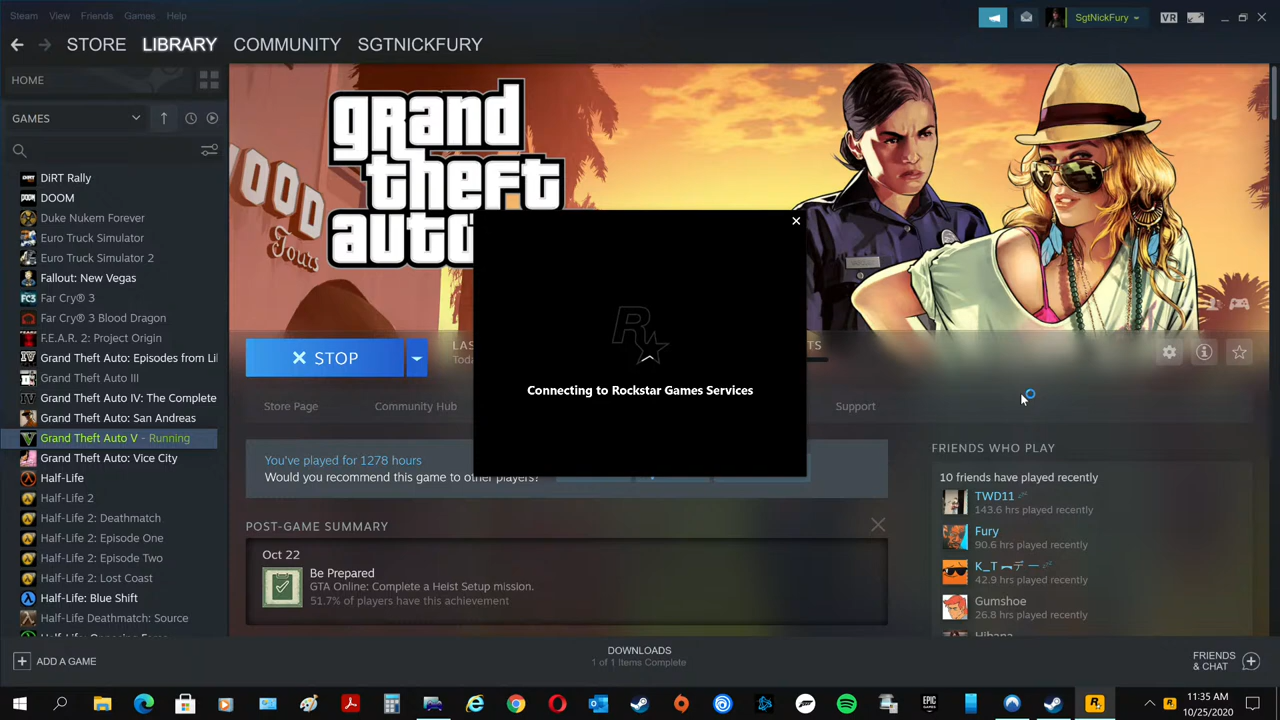 Steam View Friends Games Help
SgtNickFury
VR
STORE LIBRARY COMMUNITY SGTNICKFURY
HOME
GAMES
DIRT Rally
DOOM
Duke Nukem Forever
Euro Truck Simulator
Euro Truck Simulator 2
Fallout: New Vegas
Far Cry® 3
Far Cry® 3 Blood Dragon
F.E.A.R. 2: Project Origin
Grand Theft Auto: Episodes from Li
Grand Theft Auto III
Grand Theft Auto IV: The Complete
Grand Theft Auto: San Andreas
Grand Theft Auto V - Running
Grand Theft Auto: Vice City
Half-Life
Half-Life 2
Half-Life 2: Deathmatch
Half-Life 2: Episode One
Half-Life 2: Episode Two
Half-Life 2: Lost Coast
Half-Life: Blue Shift
Half-Life Deathmatch: Source
Half-Life: Opposing Force
grand
theft
auto
Tours
Connecting to Rockstar Games Services
STOP
Store Page Community Hub Support
You've played for 1278 hours
Would you recommend this game to other players?
POST-GAME SUMMARY
Oct 22
Be Prepared
GTA Online: Complete a Heist Setup mission.
51.7% of players have this achievement
FRIENDS WHO PLAY
10 friends have played recently
TWD11
143.6 hrs played recently
Fury
90.6 hrs played recently
Gumshoe
42.9 hrs played recently
26.8 hrs played recently
ADD A GAME
DOWNLOADS
1 of 1 Items Complete
FRIENDS
& CHAT
11:35 AM
10/25/2020